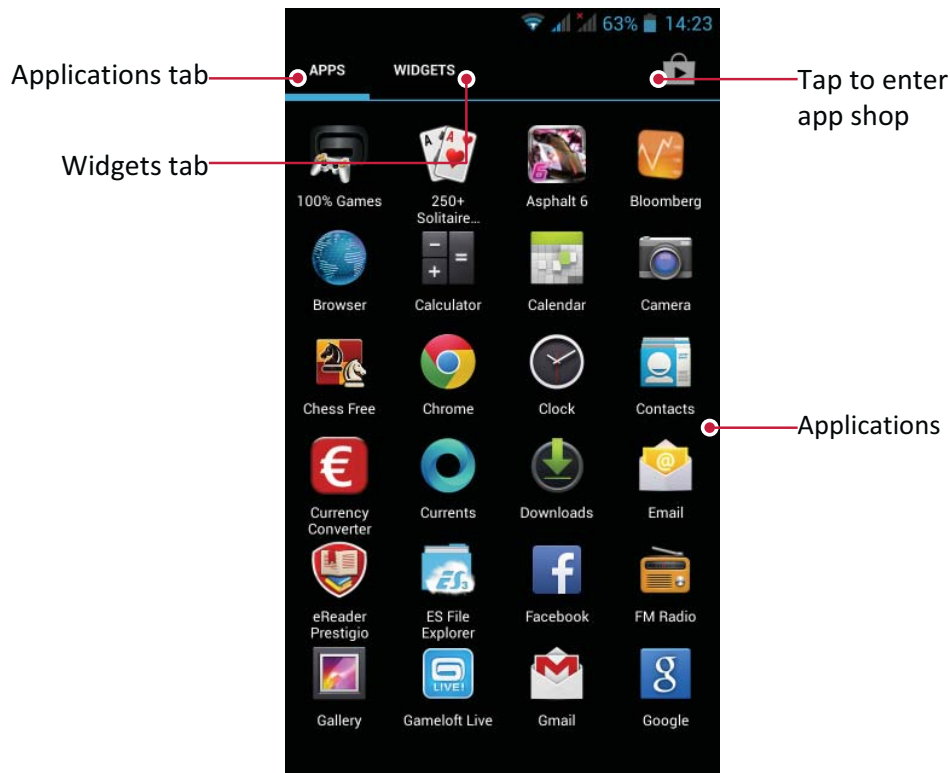 63% 14:23
Applications tab
APPS WIDGETS
Tap to enter
app shop
Widgets tab
100% Games
250+
Solitaire...
Asphalt 6
Bloomberg
Browser
Calculator
Calendar
Camera
Chess Free
Chrome
Clock
Contacts
Applications
Currency
Converter
Currents
Downloads
Email
eReader
Prestigio
ES3
ES File
Explorer
Facebook
FM Radio
LIVE!
Gallery
Gameloft Live
Gmail
Google